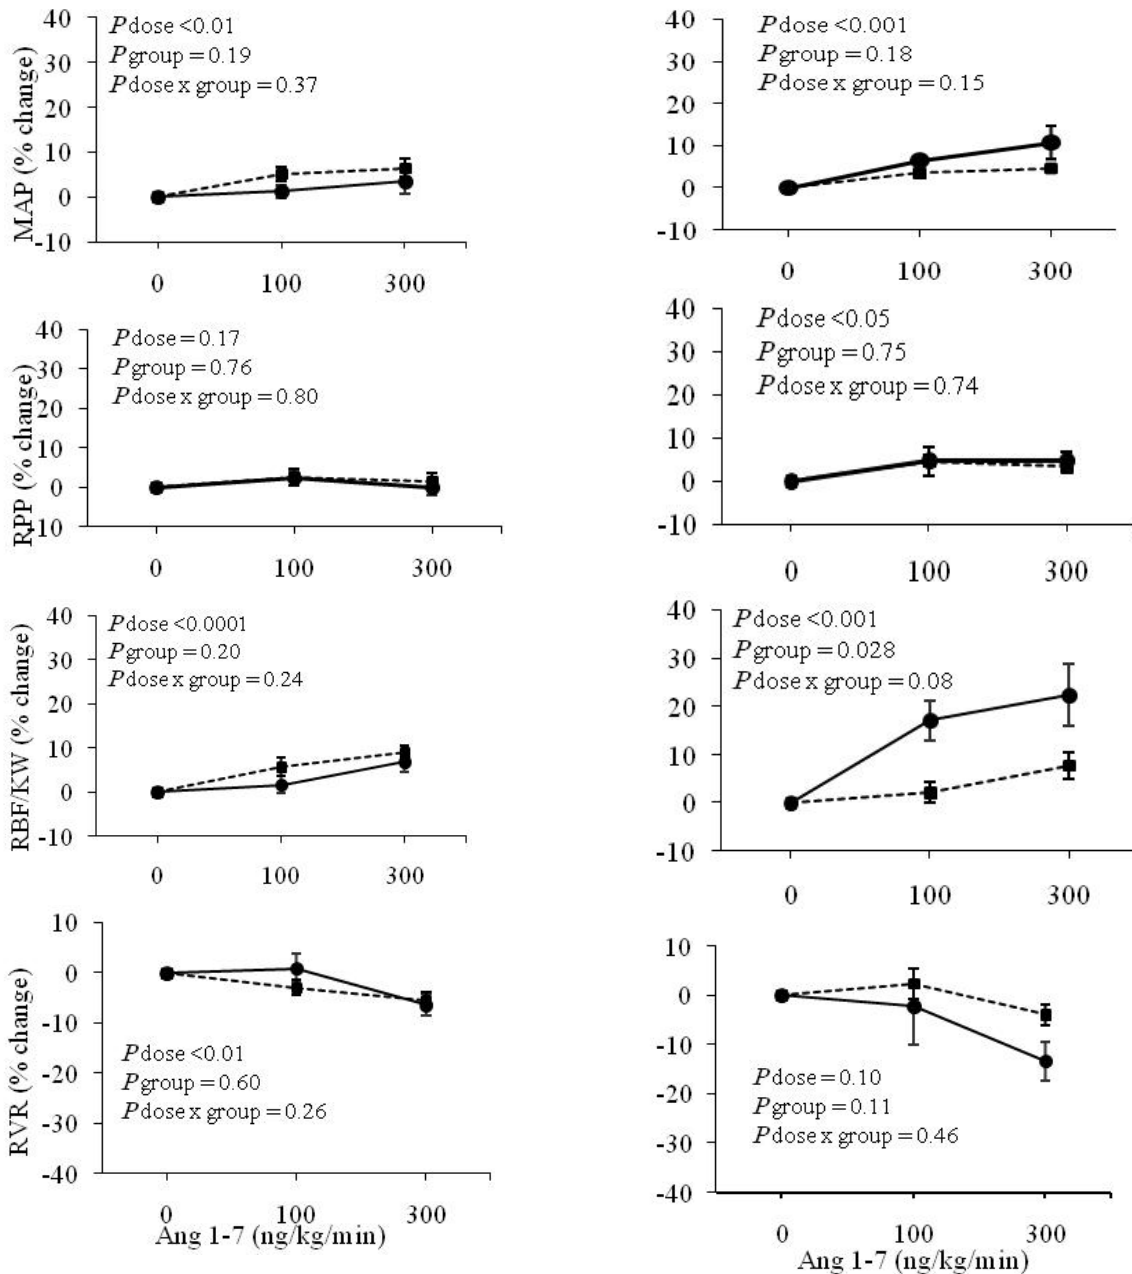 MAP (% change)
40
30
20
10
0
-10
Pdose <0.01
Pgroup = 0.19
Pdose x group = 0.37
0 100 300
40
30
20
10
0
-10
Pdose <0.001
Pgroup = 0.18
Pdose x group = 0.15
0 100 300
RPP (% change)
40
30
20
10
0
-10
Pdose = 0.17
Pgroup = 0.76
Pdose x group = 0.80
0 100 300
40
30
20
10
0
-10
Pdose <0.05
Pgroup = 0.75
Pdose x group = 0.74
0 100 300
RBF/KW (% change)
40
30
20
10
0
-10
Pdose <0.0001
Pgroup = 0.20
Pdose x group = 0.24
0 100 300
40
30
20
10
0
-10
Pdose <0.001
Pgroup = 0.028
Pdose x group = 0.08
0 100 300
RVR (% change)
10
0
-10
-20
-30
-40
Pdose <0.01
Pgroup = 0.60
Pdose x group = 0.26
0 100 300
Ang 1-7 (ng/kg/min)
10
0
-10
-20
-30
-40
Pdose = 0.10
Pgroup = 0.11
Pdose x group = 0.46
0 100 300
Ang 1-7 (ng/kg/min)